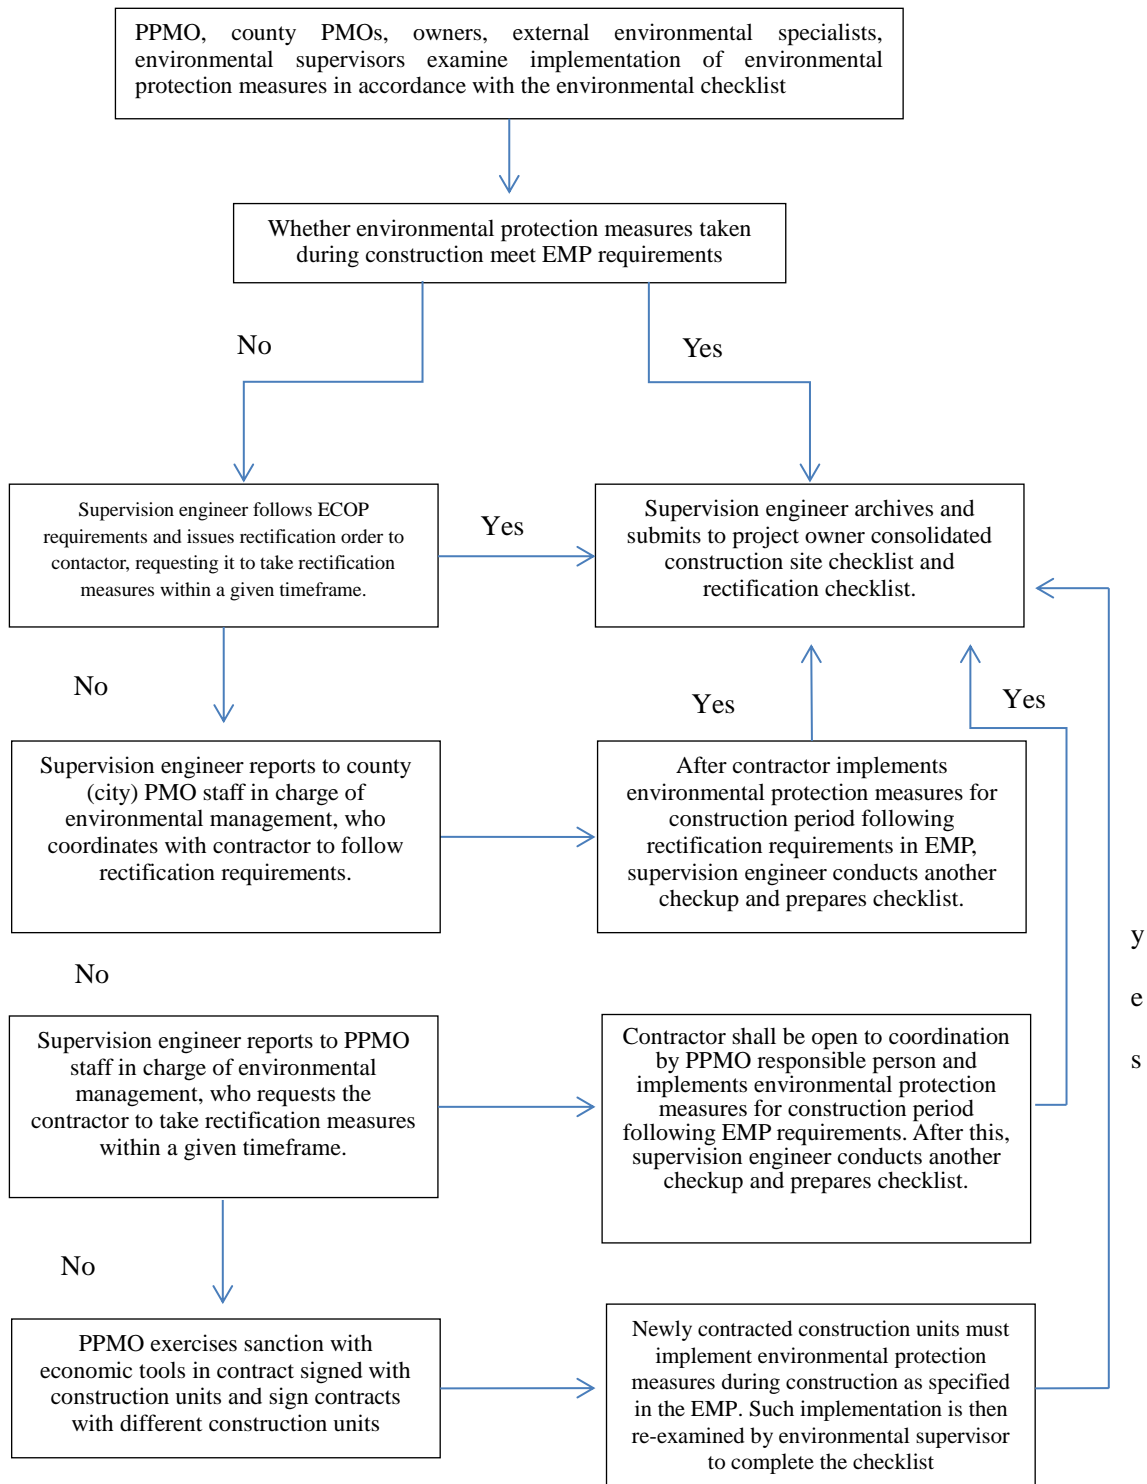 PPMO, county PMOs, owners, external environmental specialists,
environmental supervisors examine implementation of environmental
protection measures in accordance with the environmental checklist
Whether environmental protection measures taken
during construction meet EMP requirements
No
Yes
Supervision engineer follows ECOP
requirements and issues rectification order to
contactor, requesting it to take rectification
measures within a given timeframe.
Yes
Supervision engineer archives and
submits to project owner consolidated
construction site checklist and
rectification checklist.
No
Yes
Yes
Supervision engineer reports to county
(city) PMO staff in charge of
environmental management, who
coordinates with contractor to follow
rectification requirements.
After contractor implements
environmental protection measures for
construction period following
rectification requirements in EMP,
supervision engineer conducts another
checkup and prepares checklist.
y
e
s
No
Supervision engineer reports to PPMO
staff in charge of environmental
management, who requests the
contractor to take rectification measures
within a given timeframe.
Contractor shall be open to coordination
by PPMO responsible person and
implements environmental protection
measures for construction period
following EMP requirements. After this,
supervision engineer conducts another
checkup and prepares checklist.
No
PPMO exercises sanction with
economic tools in contract signed with
construction units and sign contracts
with different construction units
Newly contracted construction units must
implement environmental protection
measures during construction as specified
in the EMP. Such implementation is then
re-examined by environmental supervisor
to complete the checklist